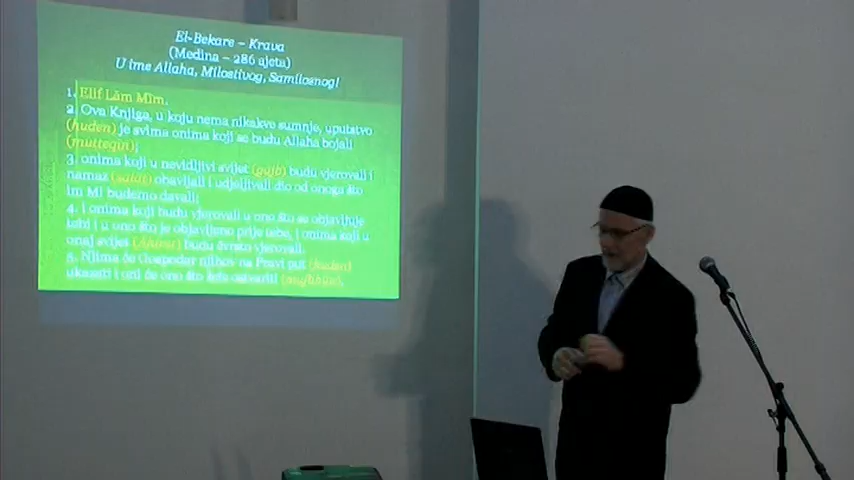 El-Bekare – Krava
(Medina – 286 ajeta)
U ime Allaha, Milostivog, Samilosnog!
1. Elif Lām Mīm.
2. Ova Knjiga, u koju nema nikakve sumnje, uputstvo
(huden) je svima onima koji se budu Allaha bojali
(mutteqin);
3. onima koji u nevidljivi svijet (gajb) budu vjerovali i
namaz (salat) obavljali i udjeljivali dio od onoga što
im Mi budemo davali;
4. i onima koji budu vjerovali u ono što se objavljuje
tebi i u ono što je objavljeno prije tebe, i onima koji u
onaj svijet budu čvrsto vjerovali.
5. Njima će Gospodar njihov na Pravi put
ukazati i oni će ono što žele ostvariti